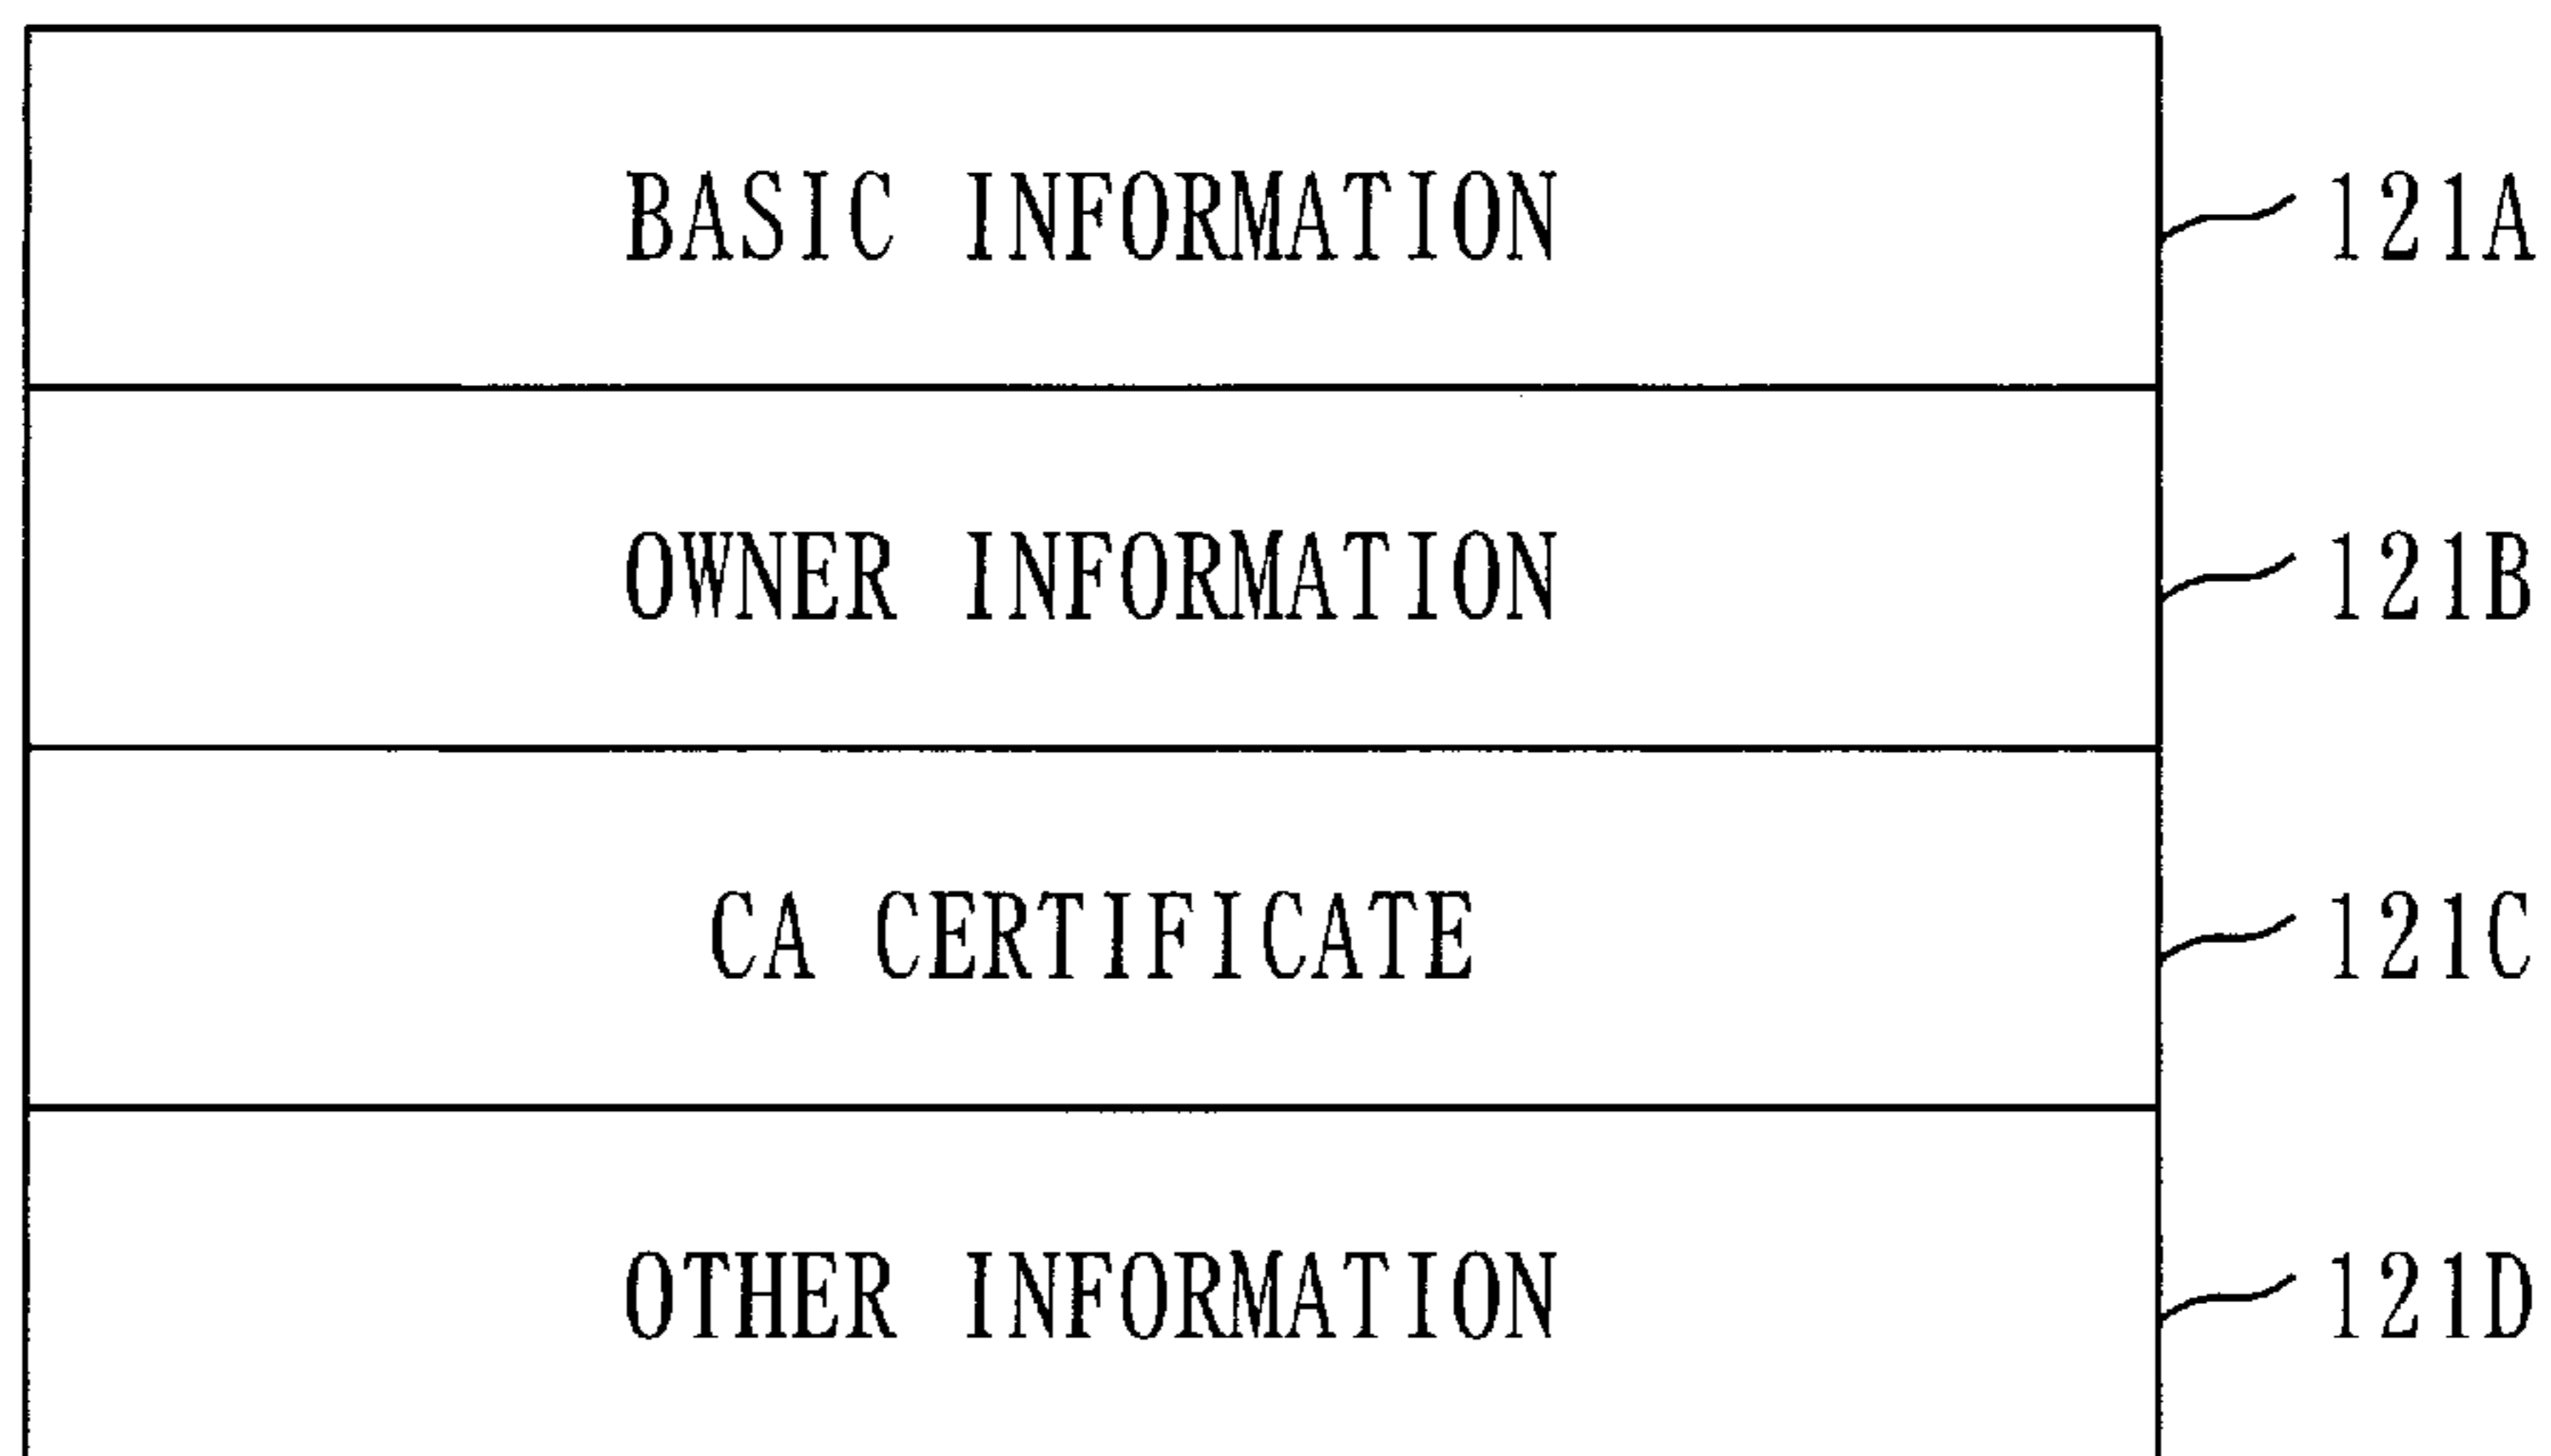 BASIC INFORMATION 121A
OWNER INFORMATION 121B
CA CERTIFICATE 121C
OTHER INFORMATION 121D